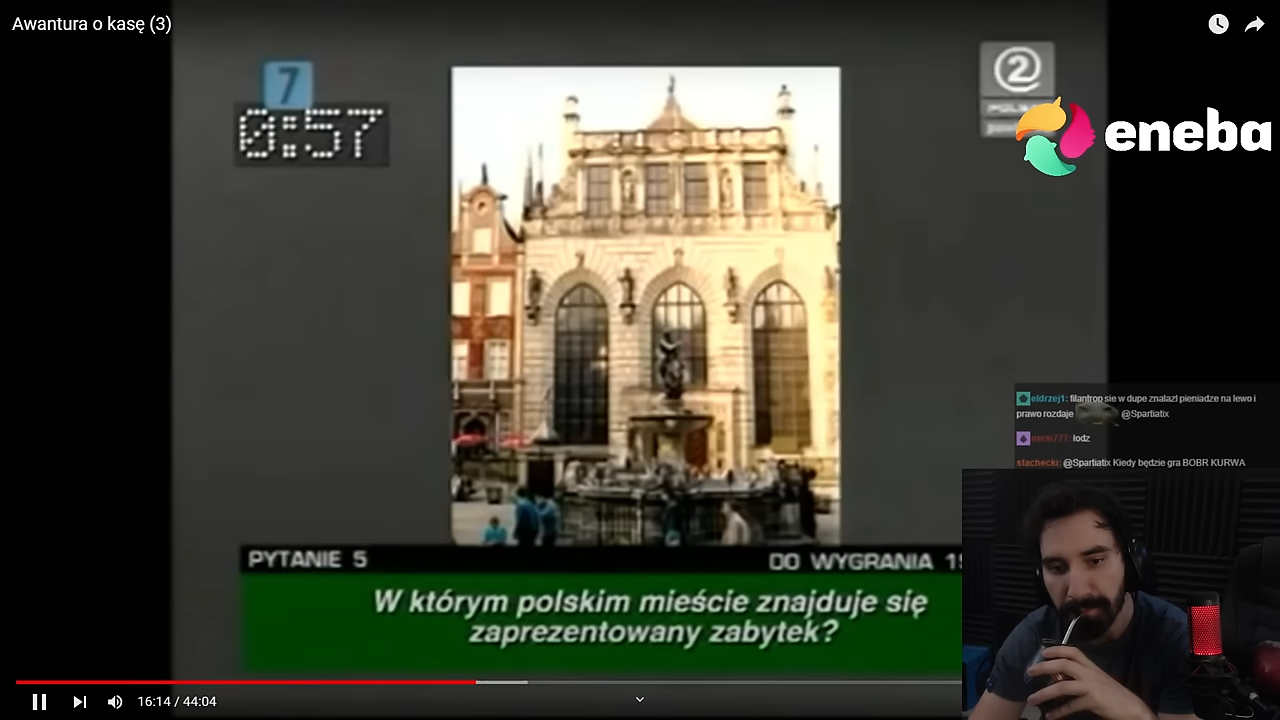 Awantura o kasę (3)
7
0:57
2
eneba
eldrzej1: filantrop sie w dupe znalazl pieniadze na lewo i
prawo rozdaje @Spartiatix
nersi777: lodz
stachecki: @Spartiatix Kiedy będzie gra BOBR KURWA
PYTANIE 5
DO WYGRANIA
W którym polskim mieście znajduje się
zaprezentowany zabytek?
16:14 / 44:04